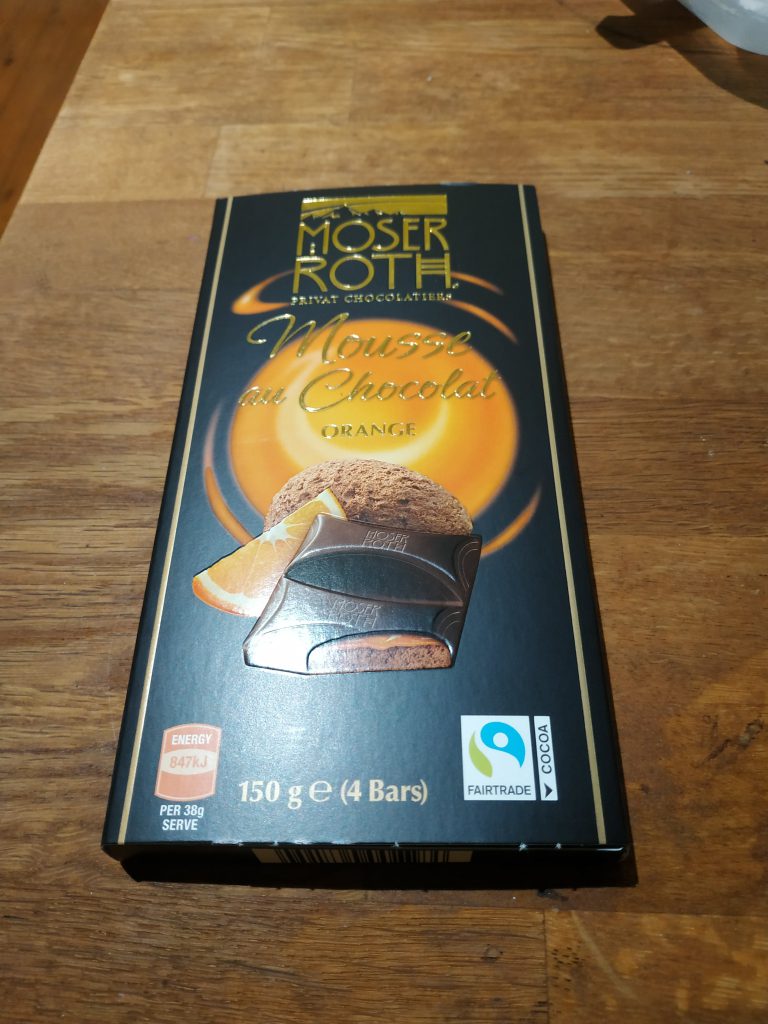 MOSER
ROTH®
PRIVAT CHOCOLATIERS
Mousse
au Chocolat
ORANGE
MOSER
ROTH
MOSER
ROTH
ENERGY
847kJ
PER 38g
SERVE
150 g ℮ (4 Bars)
FAIRTRADE
COCOA